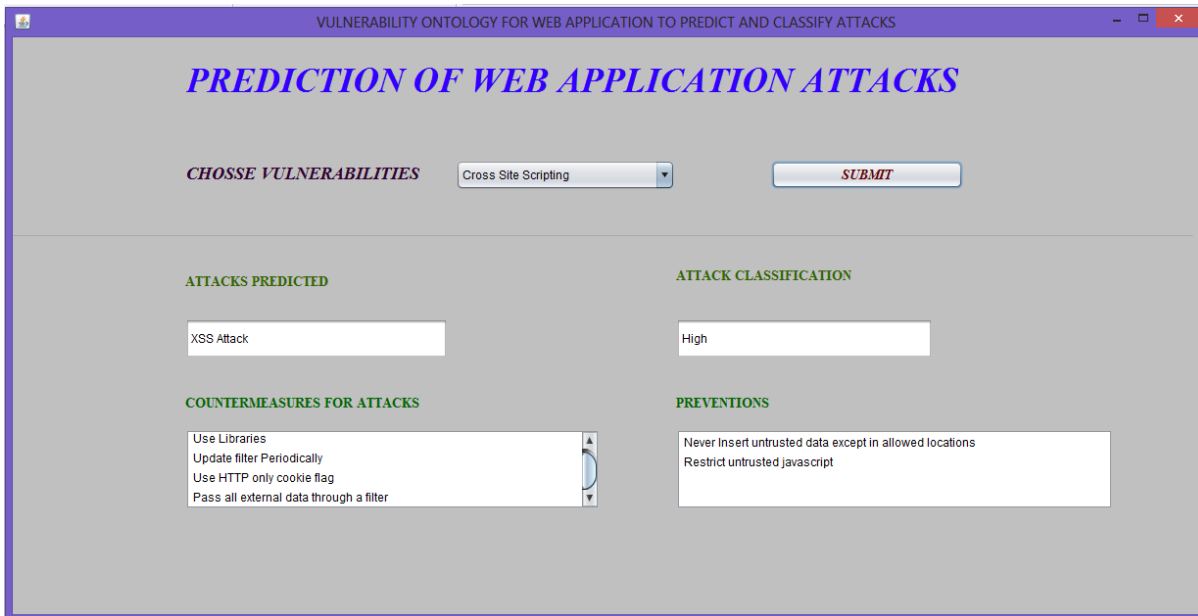 VULNERABILITY ONTOLOGY FOR WEB APPLICATION TO PREDICT AND CLASSIFY ATTACKS
PREDICTION OF WEB APPLICATION ATTACKS
CHOSSE VULNERABILITIES
Cross Site Scripting
SUBMIT
ATTACKS PREDICTED
ATTACK CLASSIFICATION
XSS Attack
High
COUNTERMEASURES FOR ATTACKS
PREVENTIONS
Use Libraries
Update filter Periodically
Use HTTP only cookie flag
Pass all external data through a filter
Never Insert untrusted data except in allowed locations
Restrict untrusted javascript